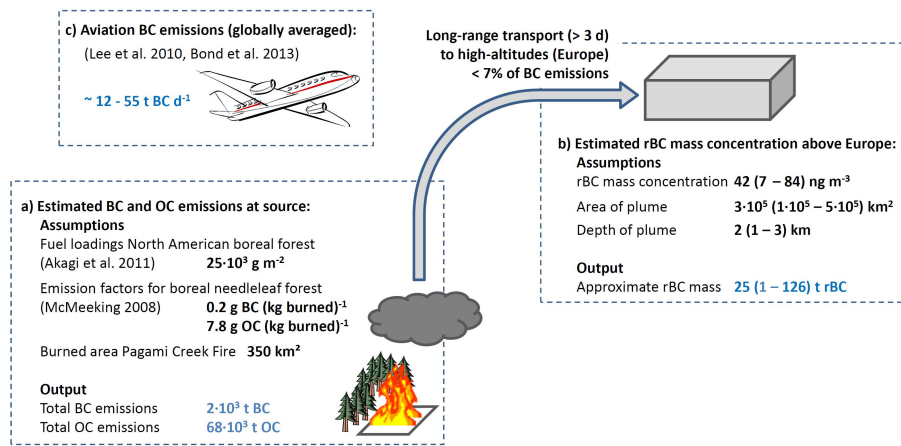 c) Aviation BC emissions (globally averaged):
(Lee et al. 2010, Bond et al. 2013)
~ 12 - 55 t BC d⁻¹
Long-range transport (> 3 d)
to high-altitudes (Europe)
< 7% of BC emissions
b) Estimated rBC mass concentration above Europe:
Assumptions
rBC mass concentration 42 (7 – 84) ng m⁻³
Area of plume 3·10⁵ (1·10⁵ – 5·10⁵) km²
Depth of plume 2 (1 – 3) km
Output
Approximate rBC mass 25 (1 – 126) t rBC
a) Estimated BC and OC emissions at source:
Assumptions
Fuel loadings North American boreal forest
(Akagi et al. 2011) 25·10³ g m⁻²
Emission factors for boreal needleleaf forest
(McMeeking 2008) 0.2 g BC (kg burned)⁻¹
7.8 g OC (kg burned)⁻¹
Burned area Pagami Creek Fire 350 km²
Output
Total BC emissions 2·10³ t BC
Total OC emissions 68·10³ t OC